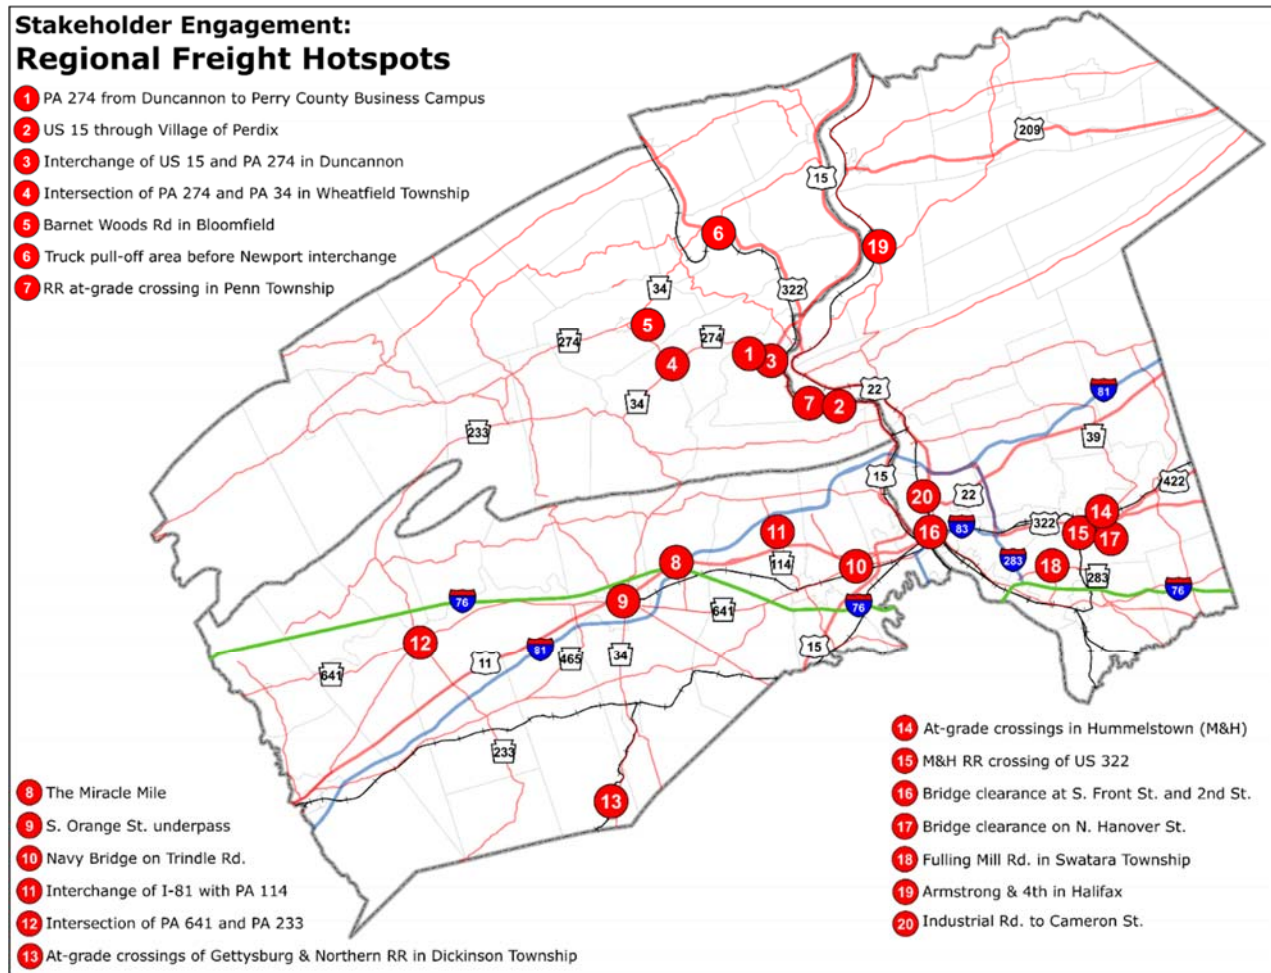 Stakeholder Engagement:
Regional Freight Hotspots
1 PA 274 from Duncannon to Perry County Business Campus
2 US 15 through Village of Perdix
3 Interchange of US 15 and PA 274 in Duncannon
4 Intersection of PA 274 and PA 34 in Wheatfield Township
5 Barnet Woods Rd in Bloomfield
6 Truck pull-off area before Newport interchange
7 RR at-grade crossing in Penn Township
209
15
6
19
34
322
5
274
274
1
3
4
34
7
2
22
81
233
39
15
422
20
22
14
11
16
83
322
15
17
8
114
10
283
18
283
76
9
641
76
76
12
81
11
465
34
15
641
233
13
8 The Miracle Mile
9 S. Orange St. underpass
10 Navy Bridge on Trindle Rd.
11 Interchange of I-81 with PA 114
12 Intersection of PA 641 and PA 233
13 At-grade crossings of Gettysburg & Northern RR in Dickinson Township
14 At-grade crossings in Hummelstown (M&H)
15 M&H RR crossing of US 322
16 Bridge clearance at S. Front St. and 2nd St.
17 Bridge clearance on N. Hanover St.
18 Fulling Mill Rd. in Swatara Township
19 Armstrong & 4th in Halifax
20 Industrial Rd. to Cameron St.